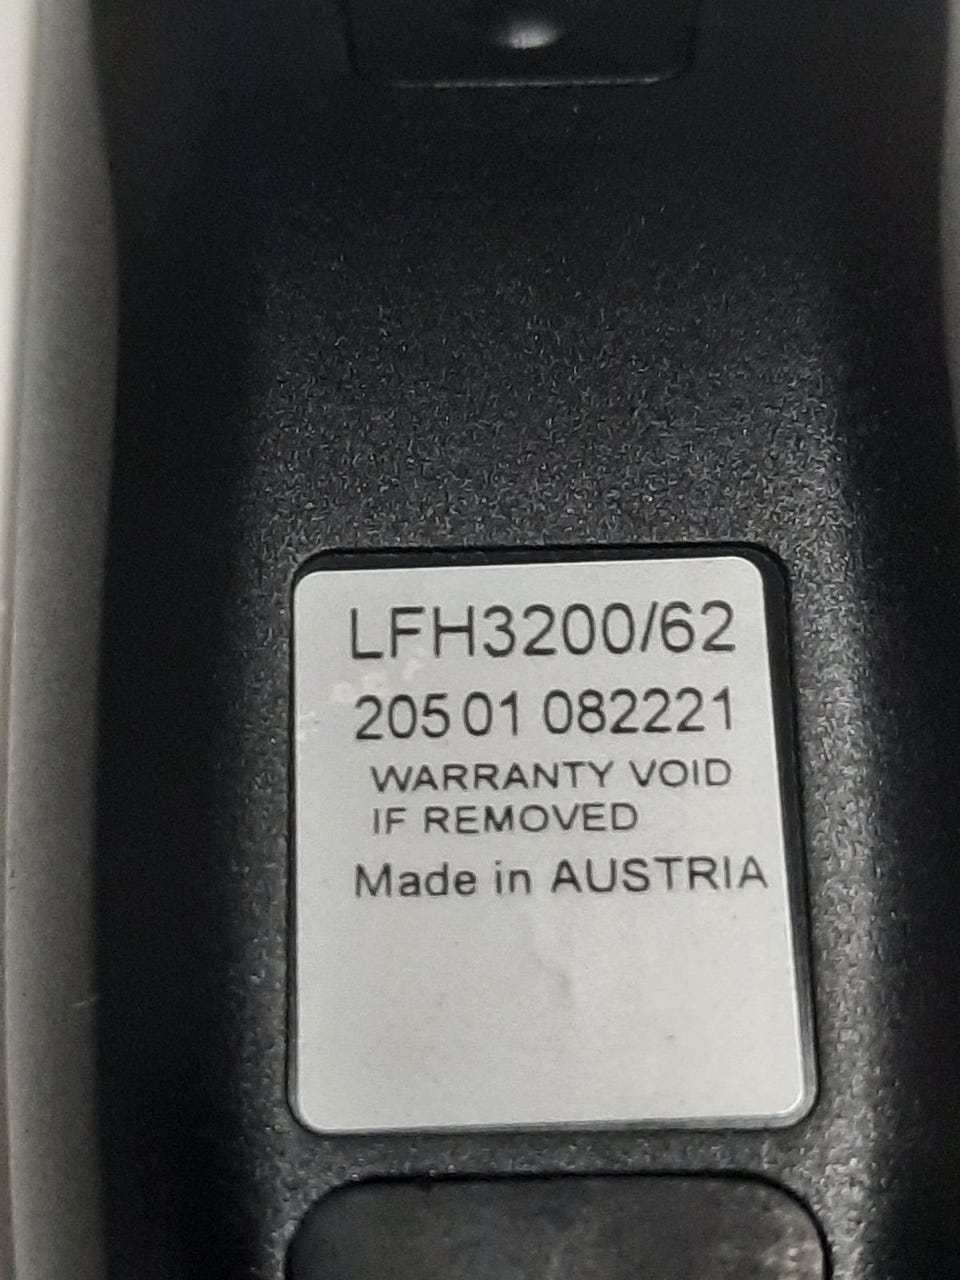 LFH3200/62
205 01 082221
WARRANTY VOID
IF REMOVED
Made in AUSTRIA